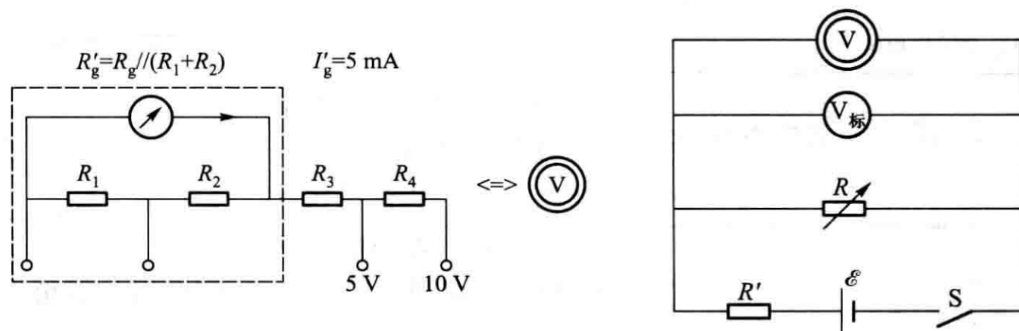 R'g=Rg//(R1+R2)
I'g=5 mA
R1
R2
R3
R4
5 V
10 V
<=>
V
V
V标
R
R'
ℰ
S